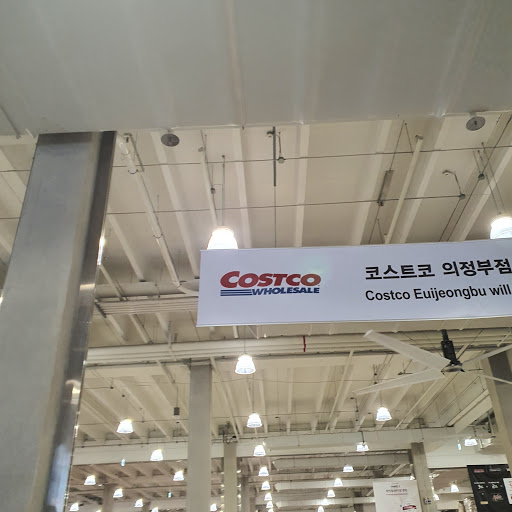 COSTCO
WHOLESALE
코스트코 의정부점
Costco Euijeongbu will